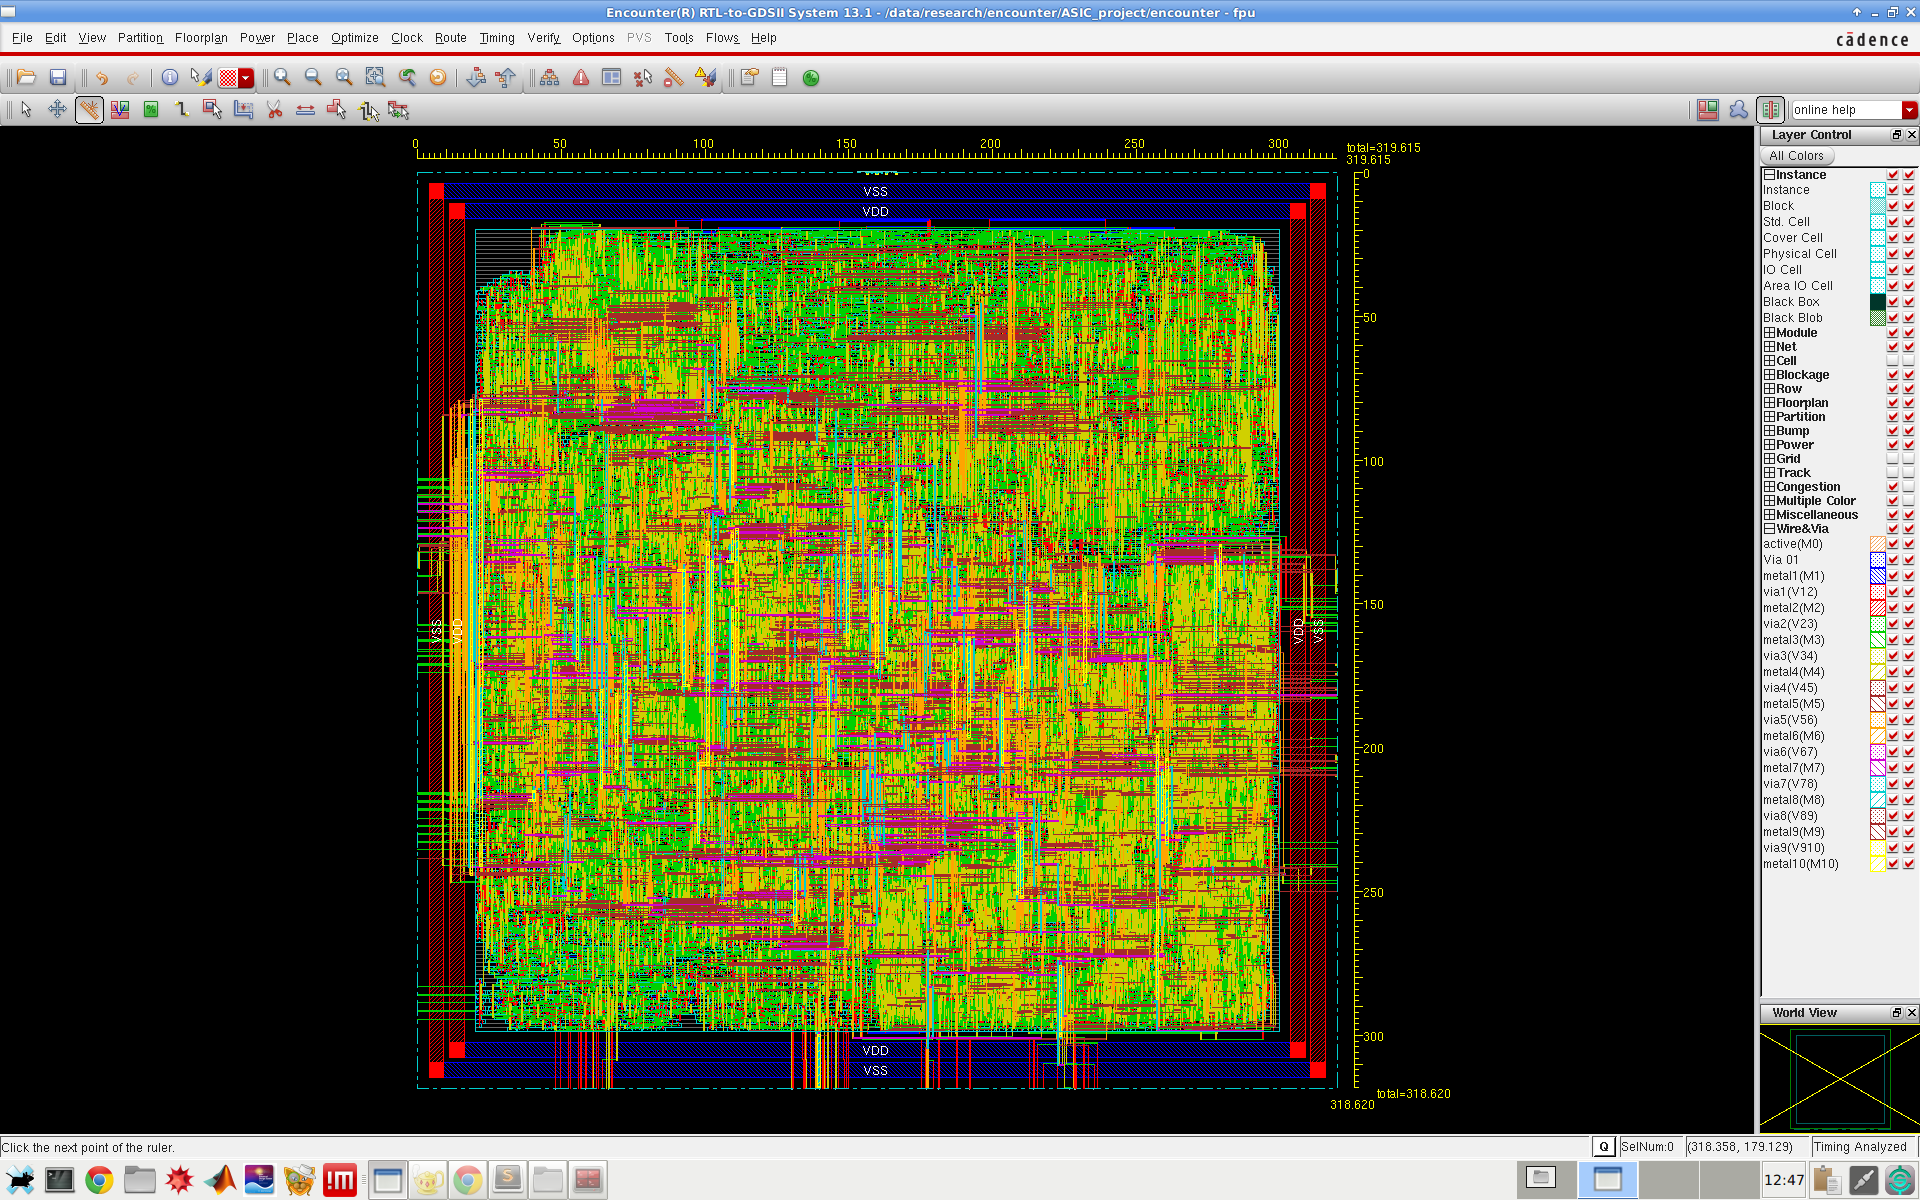 Encounter(R) RTL-to-GDSII System 13.1 - /data/research/encounter/ASIC_project/encounter - fpu
File Edit View Partition Floorplan Power Place Optimize Clock Route Timing Verify Options PVS Tools Flows Help
cādence
online help
Layer Control
All Colors
0 50 100 150 200 250 300
total=319.615
319.615
0
50
100
150
200
250
300
total=318.620
318.620
VSS
VDD
VSS
VDD
VDD
VSS
VDD
VSS
Instance
Instance
Block
Std. Cell
Cover Cell
Physical Cell
IO Cell
Area IO Cell
Black Box
Black Blob
Module
Net
Cell
Blockage
Row
Floorplan
Partition
Bump
Power
Grid
Track
Congestion
Multiple Color
Miscellaneous
Wire&Via
active(M0)
Via 01
metal1(M1)
via1(V12)
metal2(M2)
via2(V23)
metal3(M3)
via3(V34)
metal4(M4)
via4(V45)
metal5(M5)
via5(V56)
metal6(M6)
via6(V67)
metal7(M7)
via7(V78)
metal8(M8)
via8(V89)
metal9(M9)
via9(V910)
metal10(M10)
World View
Click the next point of the ruler.
Q SelNum:0 (318.358, 179.129) Timing Analyzed
12:47